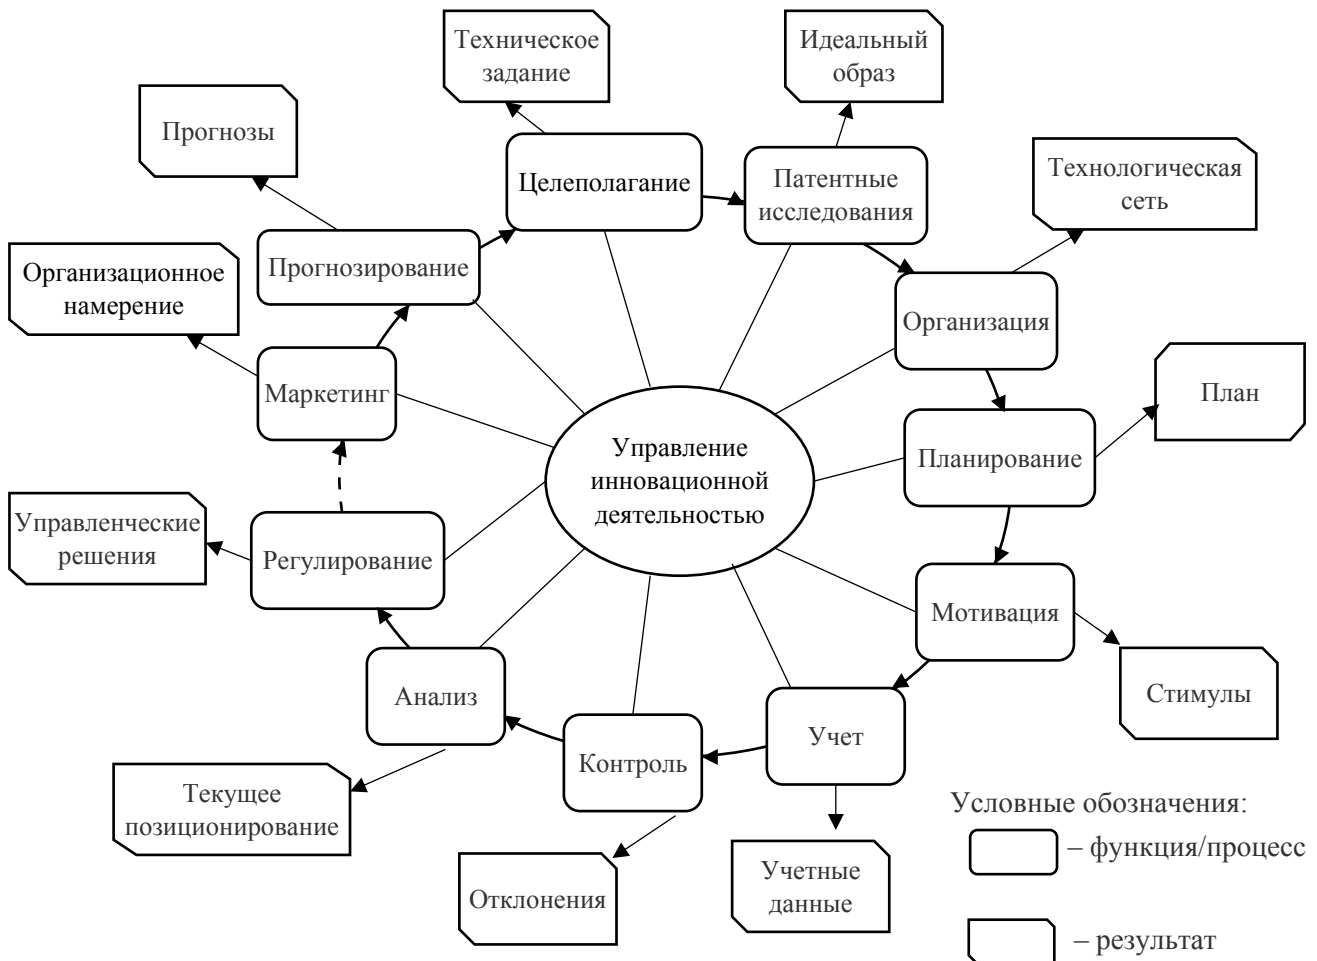 Техническое
задание
Идеальный
образ
Прогнозы
Технологическая
сеть
Целеполагание
Патентные
исследования
Прогнозирование
Организационное
намерение
Организация
Маркетинг
План
Планирование
Управление
инновационной
деятельностью
Управленческие
решения
Регулирование
Мотивация
Анализ
Стимулы
Учет
Контроль
Текущее
позиционирование
Отклонения
Учетные
данные
Условные обозначения:
– функция/процесс
– результат